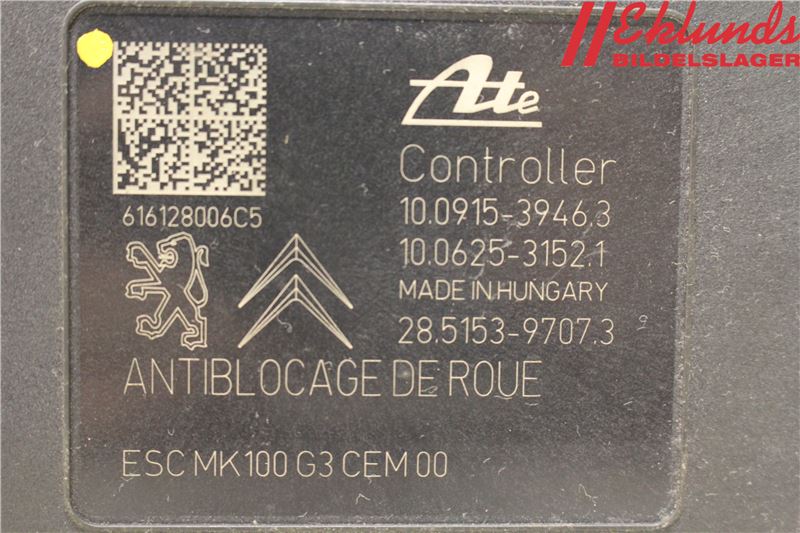 Eklunds
BILDELSLAGER
Ate
Controller
616128006C5
10.0915-3946.3
10.0625-3152.1
MADE IN HUNGARY
28.5153-9707.3
ANTIBLOCAGE DE ROUE
ESC MK100 G3 CEM 00